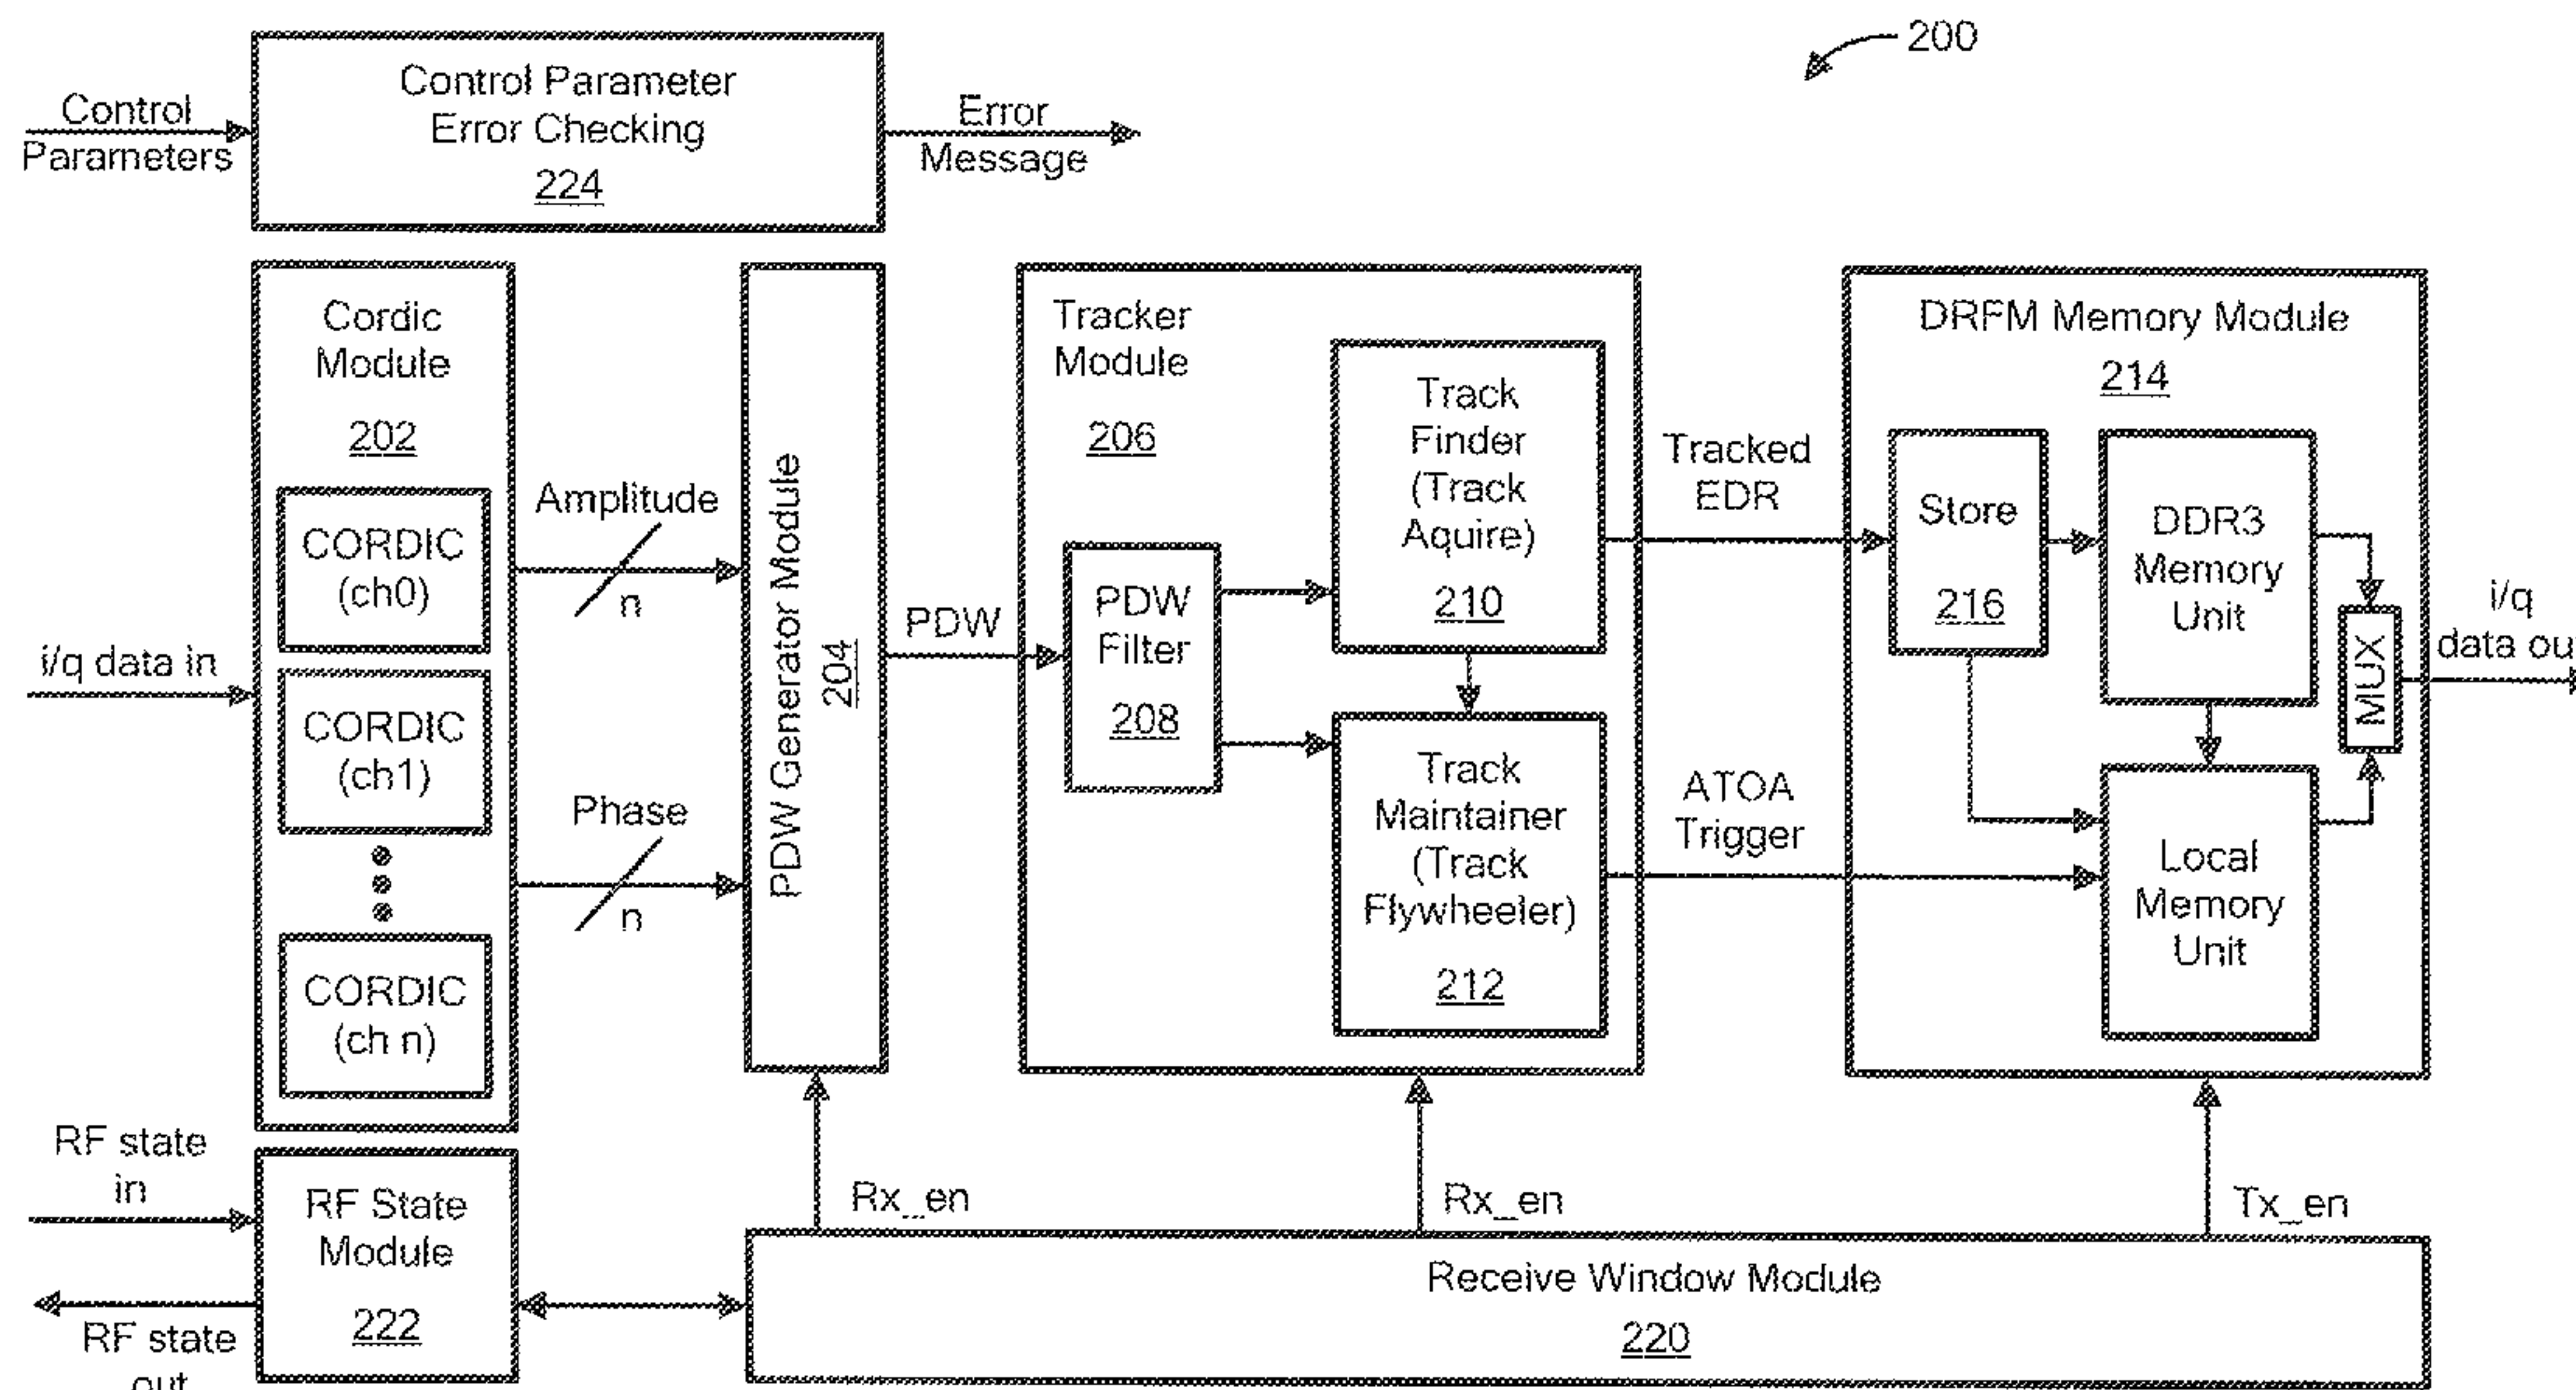 200
Control
Parameters
Control Parameter
Error Checking
224
Error
Message
Cordic
Module
202
CORDIC
(ch0)
CORDIC
(ch1)
CORDIC
(ch n)
i/q data in
Amplitude
n
Phase
n
PDW Generator Module
204
PDW
Tracker
Module
206
PDW
Filter
208
Track
Finder
(Track
Aquire)
210
Track
Maintainer
(Track
Flywheeler)
212
Tracked
EDR
ATOA
Trigger
DRFM Memory Module
214
Store
216
DDR3
Memory
Unit
Local
Memory
Unit
MUX
i/q
data ou
RF state
in
RF state
out
RF State
Module
222
Rx_en
Rx_en
Tx_en
Receive Window Module
220